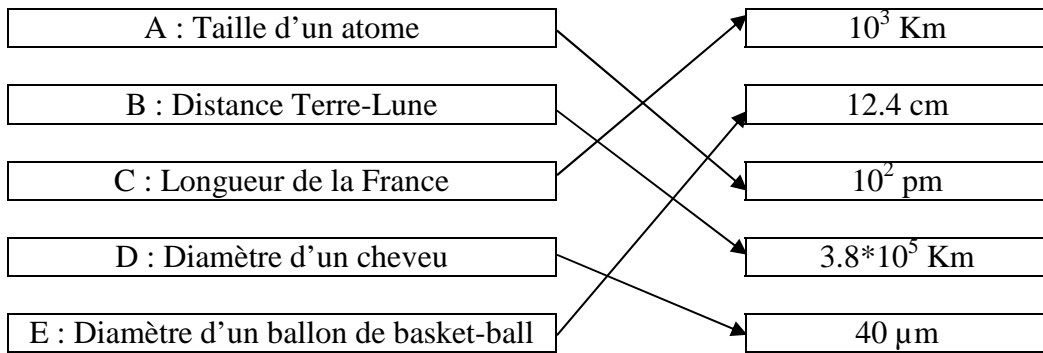 A : Taille d'un atome
10³ Km
B : Distance Terre-Lune
12.4 cm
C : Longueur de la France
10² pm
D : Diamètre d'un cheveu
3.8*10⁵ Km
E : Diamètre d'un ballon de basket-ball
40 µm